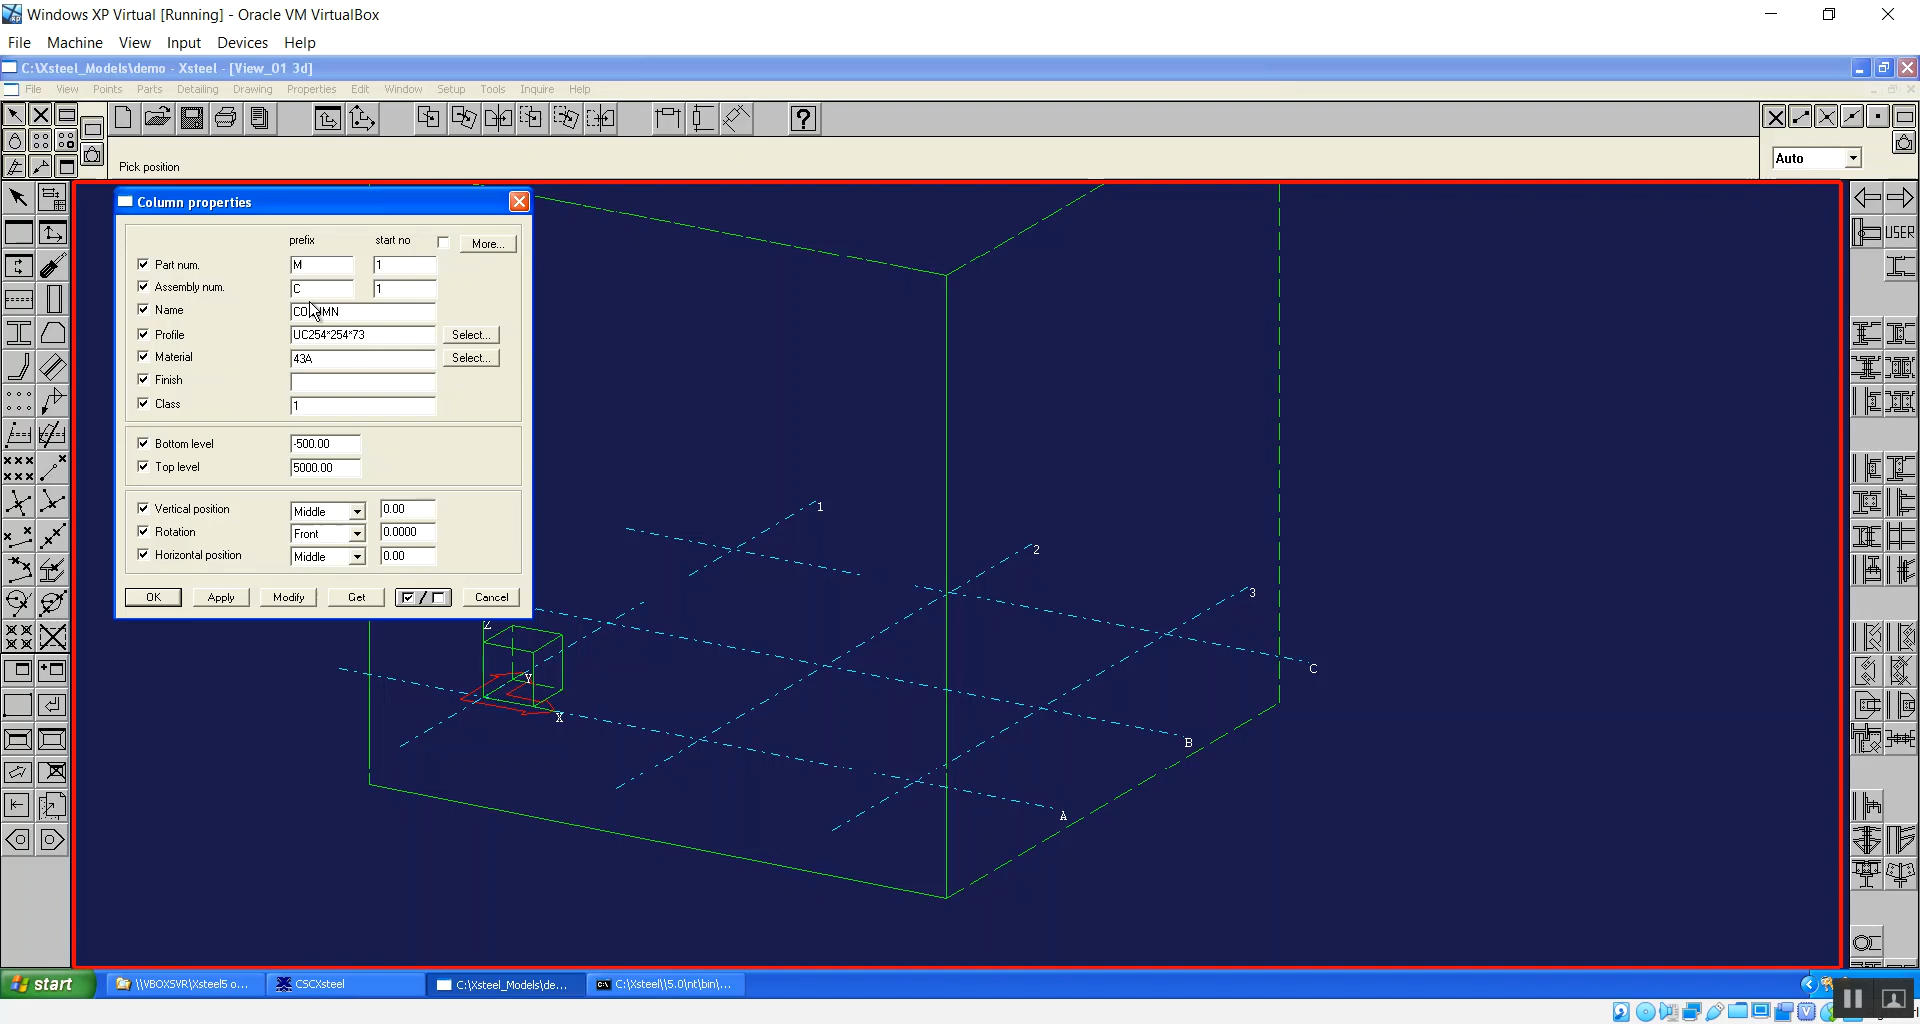 Windows XP Virtual [Running] - Oracle VM VirtualBox
File Machine View Input Devices Help
C:\Xsteel_Models\demo - Xsteel - [View_01 3d]
File View Points Parts Detailing Drawing Properties Edit Window Setup Tools Inquire Help
Pick position
Auto
USER
Column properties
prefix start no More...
Part num. M 1
Assembly num. C 1
Name
Profile UC254*254*73 Select...
Material 43A Select...
Finish
Class 1
Bottom level -500.00
Top level 5000.00
Vertical position Middle 0.00
Rotation Front 0.0000
Horizontal position Middle 0.00
OK Apply Modify Get / Cancel
1
2
3
Z
Y
X
C
B
A
start \\VBOXSVR\Xsteel5 o... CSCXsteel C:\Xsteel_Models\de... C:\Xsteel\\5.0\nt\bin\...